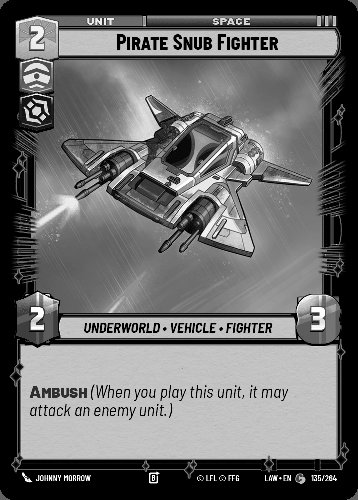 UNIT SPACE
2 PIRATE SNUB FIGHTER
2 UNDERWORLD • VEHICLE • FIGHTER 3
AMBUSH (When you play this unit, it may
attack an enemy unit.)
JOHNNY MORROW © LFL © FFG LAW • EN 135/264